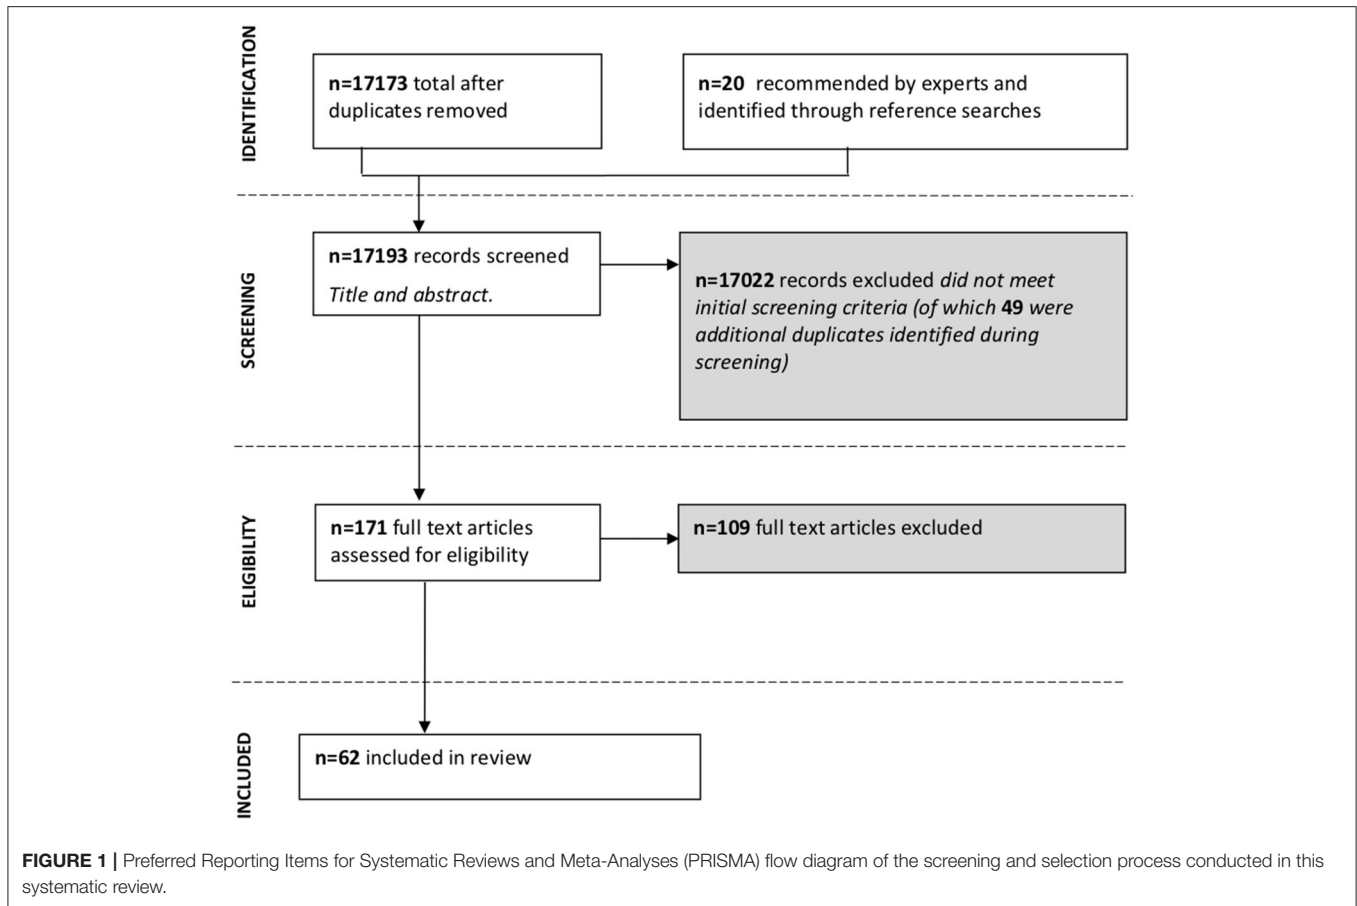 IDENTIFICATION
n=17173 total after
duplicates removed
n=20 recommended by experts and
identified through reference searches
SCREENING
n=17193 records screened
Title and abstract.
n=17022 records excluded did not meet
initial screening criteria (of which 49 were
additional duplicates identified during
screening)
ELIGIBILITY
n=171 full text articles
assessed for eligibility
n=109 full text articles excluded
INCLUDED
n=62 included in review
FIGURE 1 | Preferred Reporting Items for Systematic Reviews and Meta-Analyses (PRISMA) flow diagram of the screening and selection process conducted in this
systematic review.